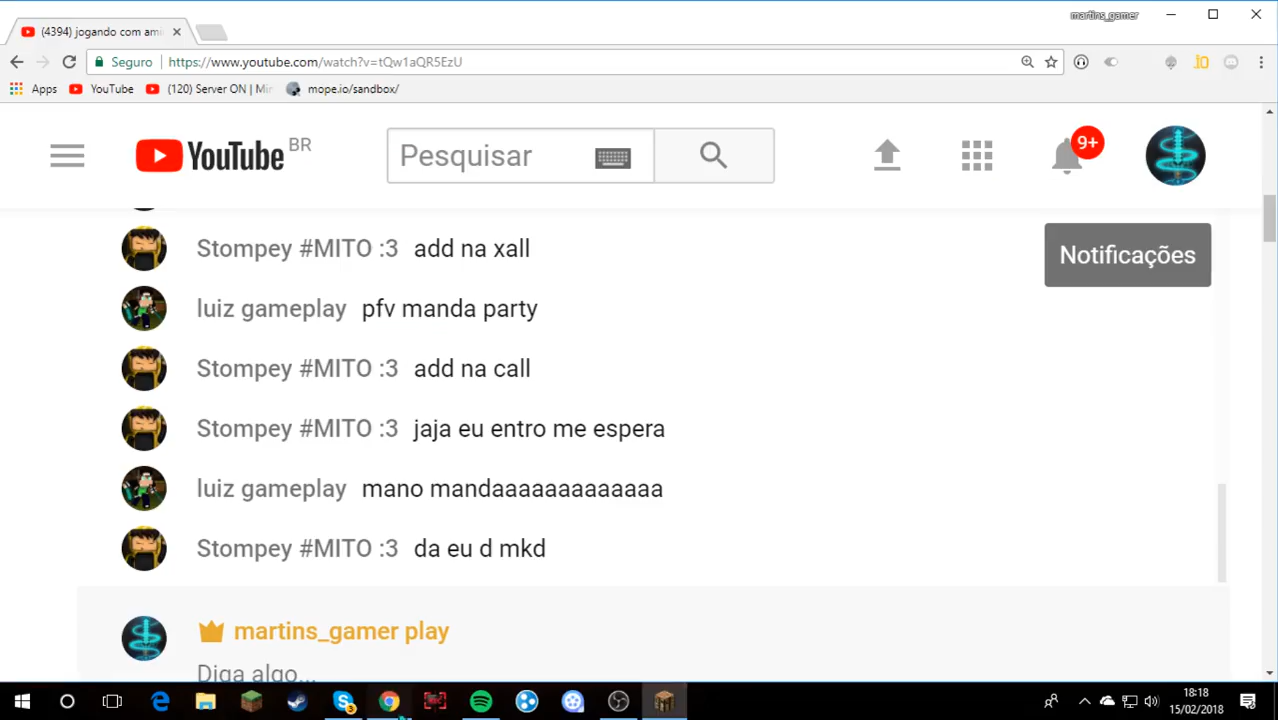 martins_gamer
(4394) jogando com ami
Seguro https://www.youtube.com/watch?v=tQw1aQR5EzU
Apps YouTube (120) Server ON | Min mope.io/sandbox/
YouTube BR Pesquisar 9+
Notificações
Stompey #MITO :3 add na xall
luiz gameplay pfv manda party
Stompey #MITO :3 add na call
Stompey #MITO :3 jaja eu entro me espera
luiz gameplay mano mandaaaaaaaaaaaaa
Stompey #MITO :3 da eu d mkd
martins_gamer play
Diga algo...
18:18
15/02/2018